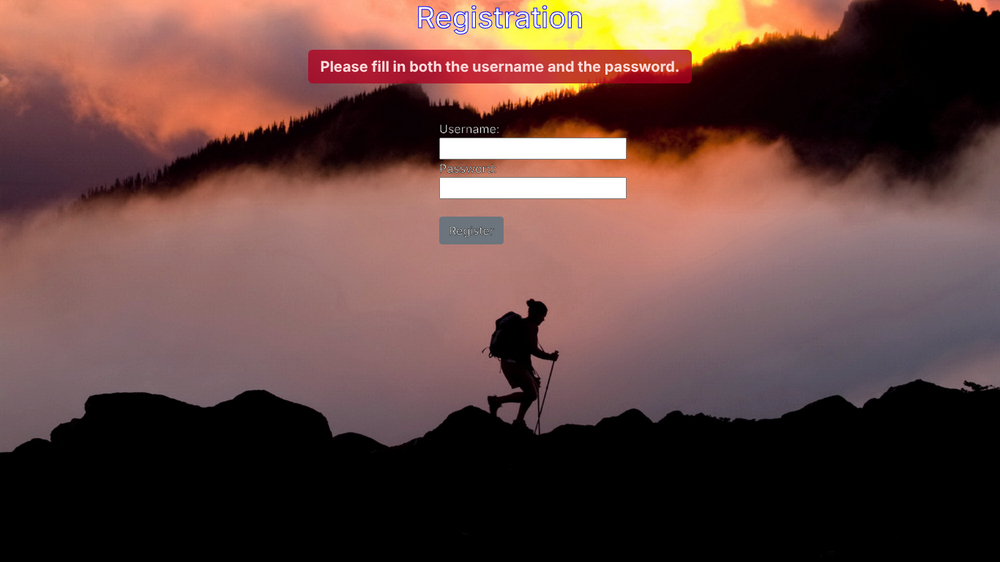 Registration
Please fill in both the username and the password.
Username:
Password:
Register